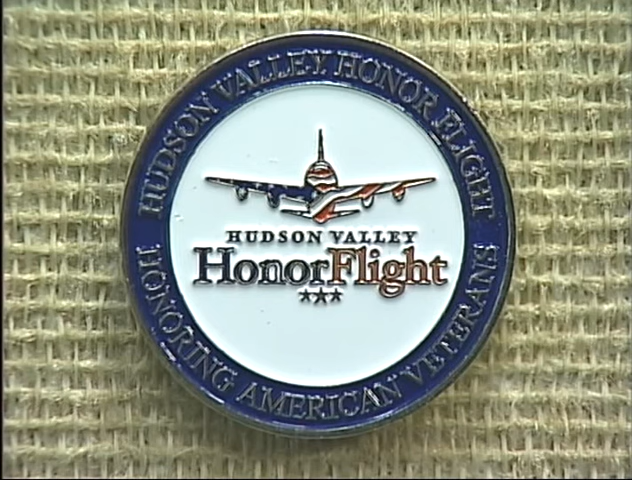 HUDSON VALLEY HONOR FLIGHT
HUDSON VALLEY
HonorFlight
HONORING AMERICAN VETERANS